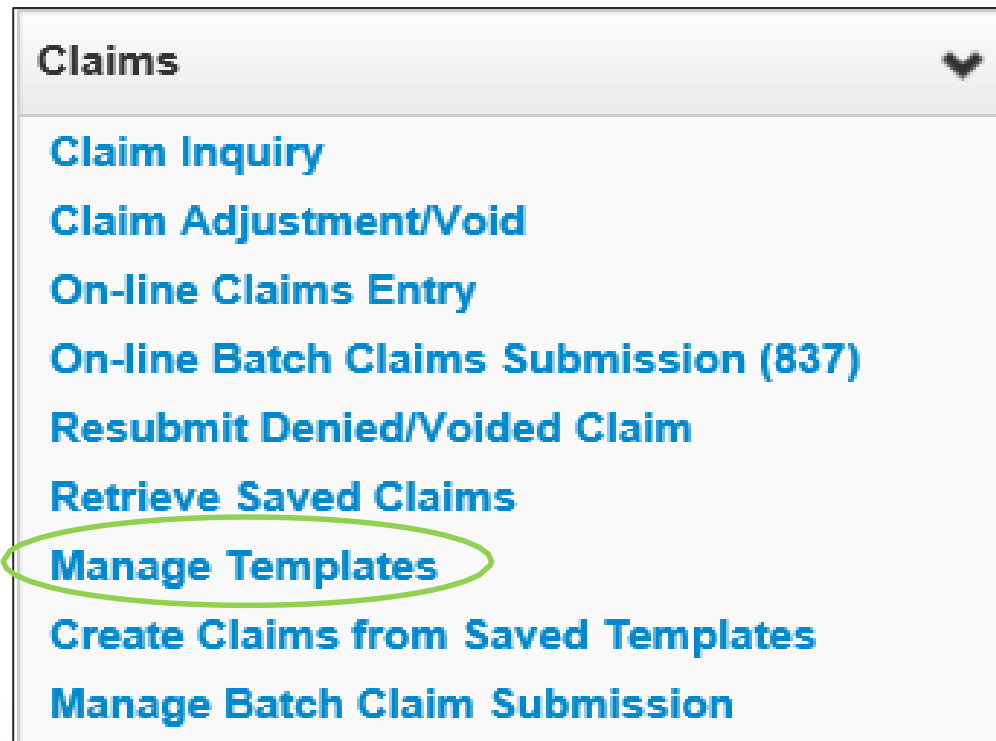 Claims
Claim Inquiry
Claim Adjustment/Void
On-line Claims Entry
On-line Batch Claims Submission (837)
Resubmit Denied/Voided Claim
Retrieve Saved Claims
Manage Templates
Create Claims from Saved Templates
Manage Batch Claim Submission